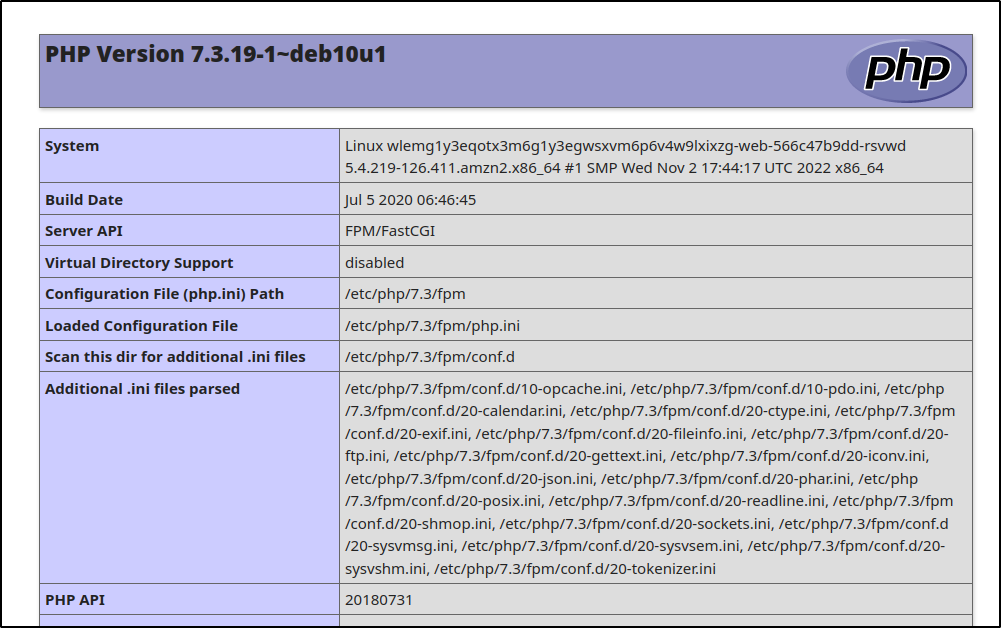 PHP Version 7.3.19-1~deb10u1
php
System
Linux wlemg1y3eqotx3m6g1y3egwsxvm6p6v4w9lxixzg-web-566c47b9dd-rsvwd
5.4.219-126.411.amzn2.x86_64 #1 SMP Wed Nov 2 17:44:17 UTC 2022 x86_64
Build Date
Jul 5 2020 06:46:45
Server API
FPM/FastCGI
Virtual Directory Support
disabled
Configuration File (php.ini) Path
/etc/php/7.3/fpm
Loaded Configuration File
/etc/php/7.3/fpm/php.ini
Scan this dir for additional .ini files
/etc/php/7.3/fpm/conf.d
Additional .ini files parsed
/etc/php/7.3/fpm/conf.d/10-opcache.ini, /etc/php/7.3/fpm/conf.d/10-pdo.ini, /etc/php
/7.3/fpm/conf.d/20-calendar.ini, /etc/php/7.3/fpm/conf.d/20-ctype.ini, /etc/php/7.3/fpm
/conf.d/20-exif.ini, /etc/php/7.3/fpm/conf.d/20-fileinfo.ini, /etc/php/7.3/fpm/conf.d/20-
ftp.ini, /etc/php/7.3/fpm/conf.d/20-gettext.ini, /etc/php/7.3/fpm/conf.d/20-iconv.ini,
/etc/php/7.3/fpm/conf.d/20-json.ini, /etc/php/7.3/fpm/conf.d/20-phar.ini, /etc/php
/7.3/fpm/conf.d/20-posix.ini, /etc/php/7.3/fpm/conf.d/20-readline.ini, /etc/php/7.3/fpm
/conf.d/20-shmop.ini, /etc/php/7.3/fpm/conf.d/20-sockets.ini, /etc/php/7.3/fpm/conf.d
/20-sysvmsg.ini, /etc/php/7.3/fpm/conf.d/20-sysvsem.ini, /etc/php/7.3/fpm/conf.d/20-
sysvshm.ini, /etc/php/7.3/fpm/conf.d/20-tokenizer.ini
PHP API
20180731